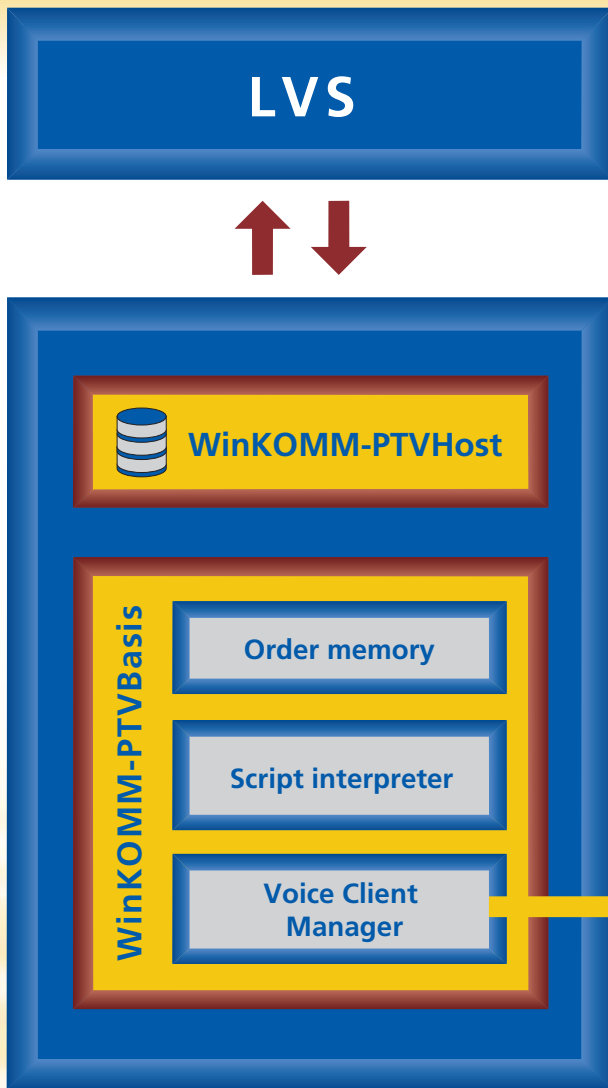 LVS
WinKOMM-PTVHost
WinKOMM-PTVBasis
Order memory
Script interpreter
Voice Client
Manager